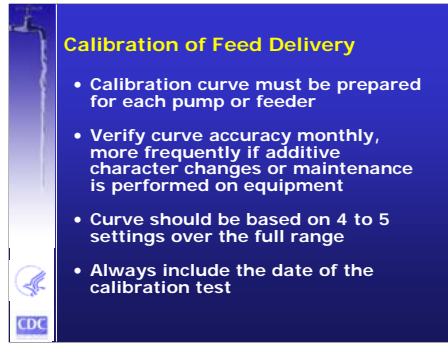 Calibration of Feed Delivery
• Calibration curve must be prepared
for each pump or feeder
• Verify curve accuracy monthly,
more frequently if additive
character changes or maintenance
is performed on equipment
• Curve should be based on 4 to 5
settings over the full range
• Always include the date of the
calibration test
CDC